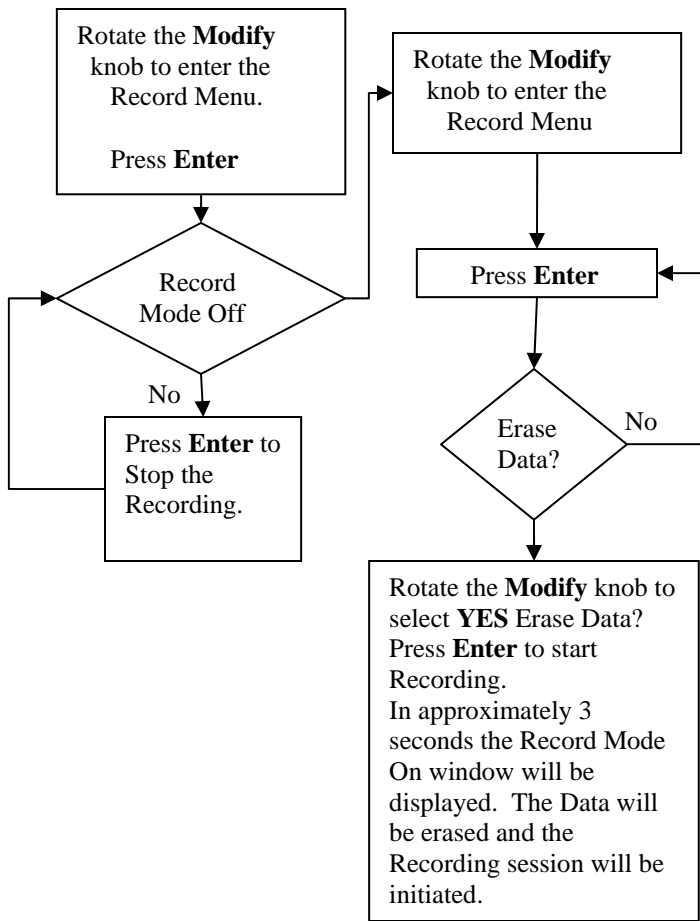 Rotate the Modify
knob to enter the
Record Menu.
Press Enter
Record
Mode Off
No
Press Enter to
Stop the
Recording.
Rotate the Modify
knob to enter the
Record Menu
Press Enter
Erase
Data?
No
Rotate the Modify knob to
select YES Erase Data?
Press Enter to start
Recording.
In approximately 3
seconds the Record Mode
On window will be
displayed.  The Data will
be erased and the
Recording session will be
initiated.